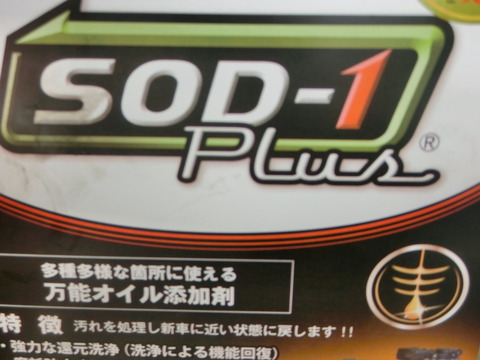 SOD-1
Plus®
多種多様な箇所に使える
万能オイル添加剤
特 徴 汚れを処理し新車に近い状態に戻します!!
・強力な還元洗浄(洗浄による機能回復)